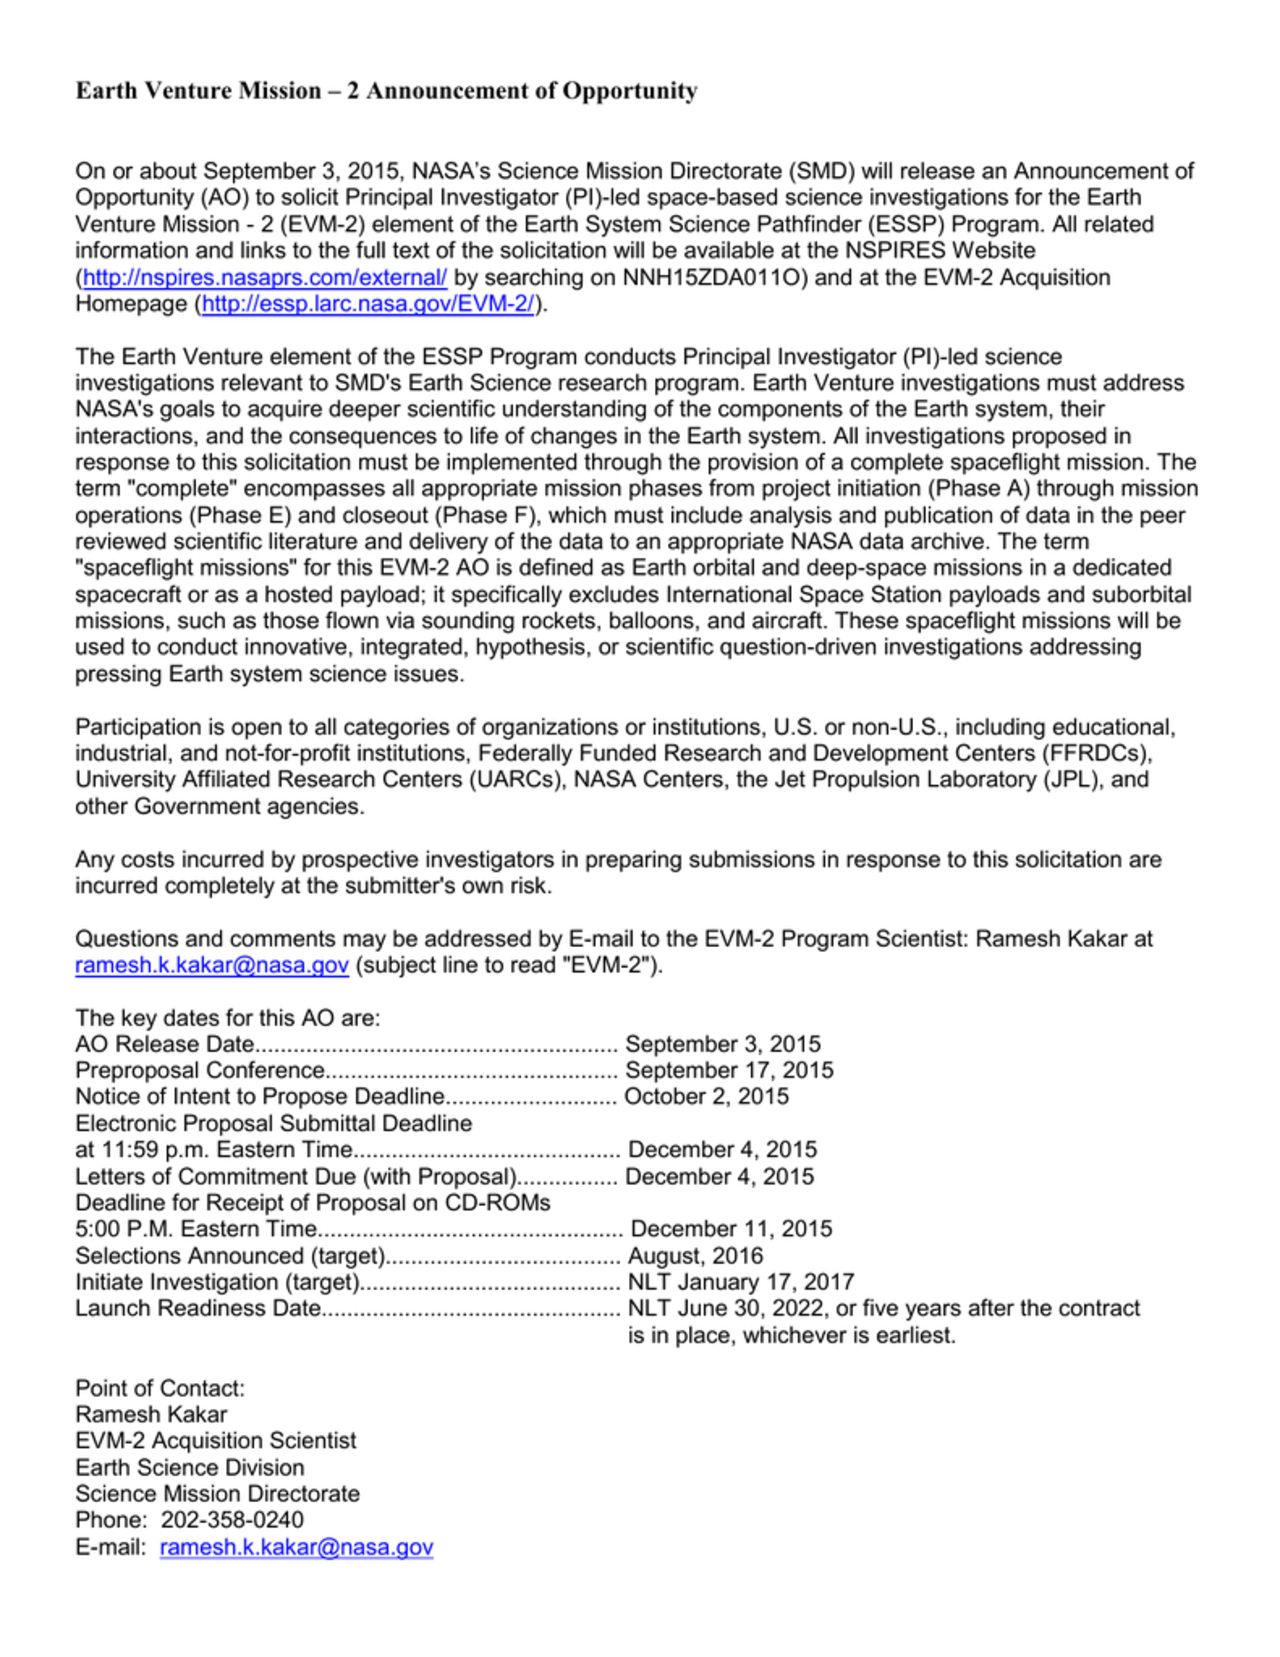 Earth Venture Mission – 2 Announcement of Opportunity
On or about September 3, 2015, NASA's Science Mission Directorate (SMD) will release an Announcement of
Opportunity (AO) to solicit Principal Investigator (PI)-led space-based science investigations for the Earth
Venture Mission - 2 (EVM-2) element of the Earth System Science Pathfinder (ESSP) Program. All related
information and links to the full text of the solicitation will be available at the NSPIRES Website
(http://nspires.nasaprs.com/external/ by searching on NNH15ZDA011O) and at the EVM-2 Acquisition
Homepage (http://essp.larc.nasa.gov/EVM-2/).
The Earth Venture element of the ESSP Program conducts Principal Investigator (PI)-led science
investigations relevant to SMD's Earth Science research program. Earth Venture investigations must address
NASA's goals to acquire deeper scientific understanding of the components of the Earth system, their
interactions, and the consequences to life of changes in the Earth system. All investigations proposed in
response to this solicitation must be implemented through the provision of a complete spaceflight mission. The
term "complete" encompasses all appropriate mission phases from project initiation (Phase A) through mission
operations (Phase E) and closeout (Phase F), which must include analysis and publication of data in the peer
reviewed scientific literature and delivery of the data to an appropriate NASA data archive. The term
"spaceflight missions" for this EVM-2 AO is defined as Earth orbital and deep-space missions in a dedicated
spacecraft or as a hosted payload; it specifically excludes International Space Station payloads and suborbital
missions, such as those flown via sounding rockets, balloons, and aircraft. These spaceflight missions will be
used to conduct innovative, integrated, hypothesis, or scientific question-driven investigations addressing
pressing Earth system science issues.
Participation is open to all categories of organizations or institutions, U.S. or non-U.S., including educational,
industrial, and not-for-profit institutions, Federally Funded Research and Development Centers (FFRDCs),
University Affiliated Research Centers (UARCs), NASA Centers, the Jet Propulsion Laboratory (JPL), and
other Government agencies.
Any costs incurred by prospective investigators in preparing submissions in response to this solicitation are
incurred completely at the submitter's own risk.
Questions and comments may be addressed by E-mail to the EVM-2 Program Scientist: Ramesh Kakar at
ramesh.k.kakar@nasa.gov (subject line to read "EVM-2").
The key dates for this AO are:
AO Release Date......................................................... September 3, 2015
Preproposal Conference.............................................. September 17, 2015
Notice of Intent to Propose Deadline........................... October 2, 2015
Electronic Proposal Submittal Deadline
at 11:59 p.m. Eastern Time.......................................... December 4, 2015
Letters of Commitment Due (with Proposal)................ December 4, 2015
Deadline for Receipt of Proposal on CD-ROMs
5:00 P.M. Eastern Time................................................ December 11, 2015
Selections Announced (target)..................................... August, 2016
Initiate Investigation (target)......................................... NLT January 17, 2017
Launch Readiness Date............................................... NLT June 30, 2022, or five years after the contract
is in place, whichever is earliest.
Point of Contact:
Ramesh Kakar
EVM-2 Acquisition Scientist
Earth Science Division
Science Mission Directorate
Phone: 202-358-0240
E-mail: ramesh.k.kakar@nasa.gov